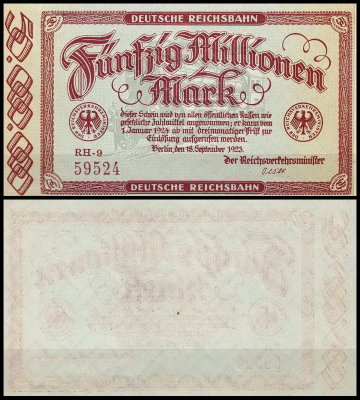 DEUTSCHE REICHSBAHN
Fünfzig Millionen
Mark
Dieser Schein wird von allen öffentlichen Kassen wie
gesetzliche Zahlmittel angenommen; er kann vom
1. Januar 1924 ab mit dreimonatiger Frist zur
Einlösung aufgerufen werden.
Berlin, den 18. September 1923.
RH-9
59524
Der Reichsverkehrsminister
DEUTSCHE REICHSBAHN